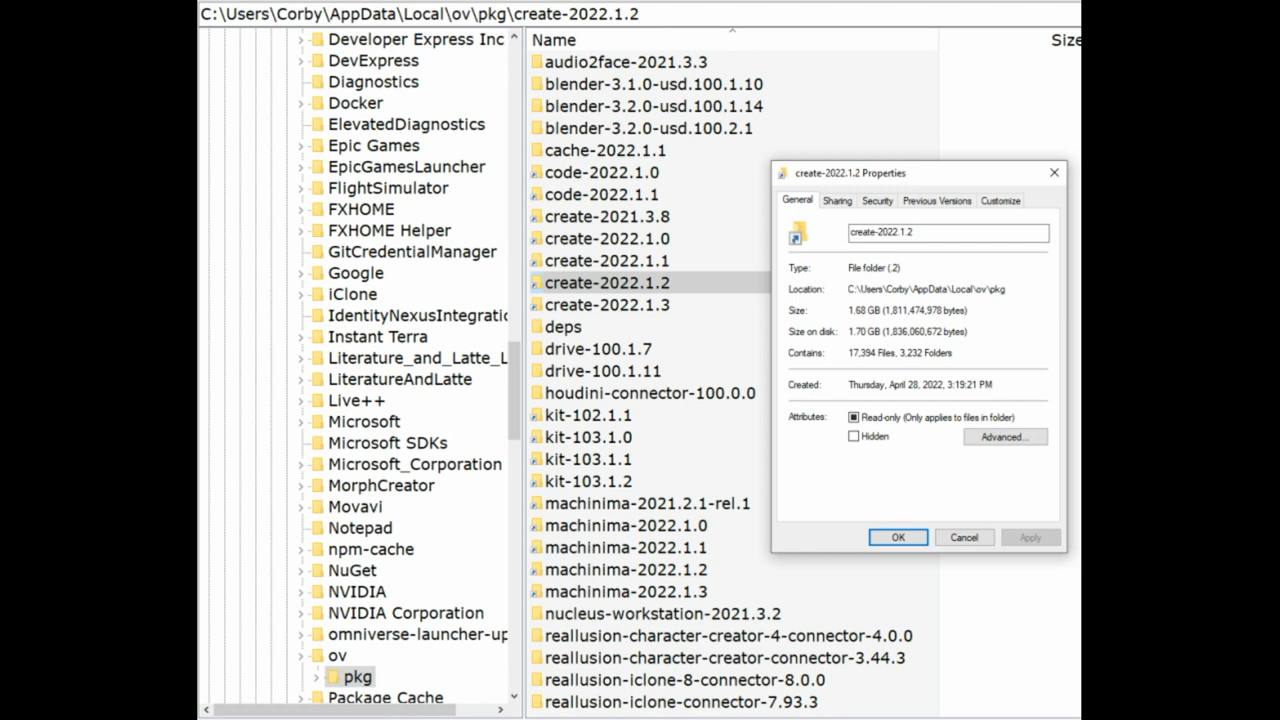 C:\Users\Corby\AppData\Local\ov\pkg\create-2022.1.2
Developer Express Inc
DevExpress
Diagnostics
Docker
ElevatedDiagnostics
Epic Games
EpicGamesLauncher
FlightSimulator
FXHOME
FXHOME Helper
GitCredentialManager
Google
iClone
IdentityNexusIntegratio
Instant Terra
Literature_and_Latte_L
LiteratureAndLatte
Live++
Microsoft
Microsoft SDKs
Microsoft_Corporation
MorphCreator
Movavi
Notepad
npm-cache
NuGet
NVIDIA
NVIDIA Corporation
omniverse-launcher-up
ov
pkg
Package Cache
Name
Size
audio2face-2021.3.3
blender-3.1.0-usd.100.1.10
blender-3.2.0-usd.100.1.14
blender-3.2.0-usd.100.2.1
cache-2022.1.1
code-2022.1.0
code-2022.1.1
create-2021.3.8
create-2022.1.0
create-2022.1.1
create-2022.1.2
create-2022.1.3
deps
drive-100.1.7
drive-100.1.11
houdini-connector-100.0.0
kit-102.1.1
kit-103.1.0
kit-103.1.1
kit-103.1.2
machinima-2021.2.1-rel.1
machinima-2022.1.0
machinima-2022.1.1
machinima-2022.1.2
machinima-2022.1.3
nucleus-workstation-2021.3.2
reallusion-character-creator-4-connector-4.0.0
reallusion-character-creator-connector-3.44.3
reallusion-iclone-8-connector-8.0.0
reallusion-iclone-connector-7.93.3
create-2022.1.2 Properties
General Sharing Security Previous Versions Customize
create-2022.1.2
Type: File folder (.2)
Location: C:\Users\Corby\AppData\Local\ov\pkg
Size: 1.68 GB (1,811,474,978 bytes)
Size on disk: 1.70 GB (1,836,060,672 bytes)
Contains: 17,394 Files, 3,232 Folders
Created: Thursday, April 28, 2022, 3:19:21 PM
Attributes: Read-only (Only applies to files in folder)
Hidden Advanced...
OK Cancel Apply